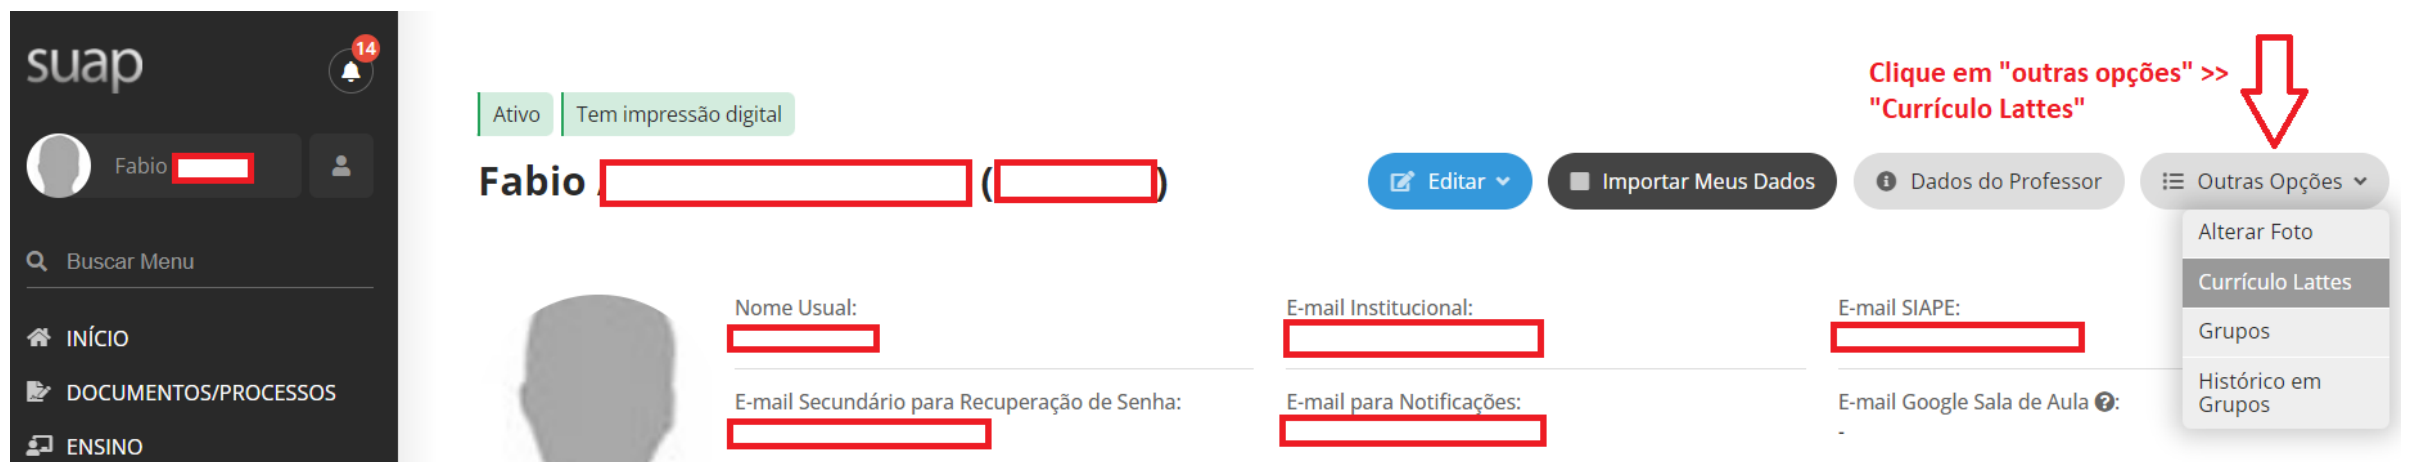 suap
14
Fabio
Buscar Menu
INÍCIO
DOCUMENTOS/PROCESSOS
ENSINO
Ativo
Tem impressão digital
Clique em "outras opções" >>
"Currículo Lattes"
Fabio ( )
Editar
Importar Meus Dados
Dados do Professor
Outras Opções
Alterar Foto
Currículo Lattes
Grupos
Histórico em
Grupos
Nome Usual:
E-mail Institucional:
E-mail SIAPE:
E-mail Secundário para Recuperação de Senha:
E-mail para Notificações:
E-mail Google Sala de Aula ?:
-